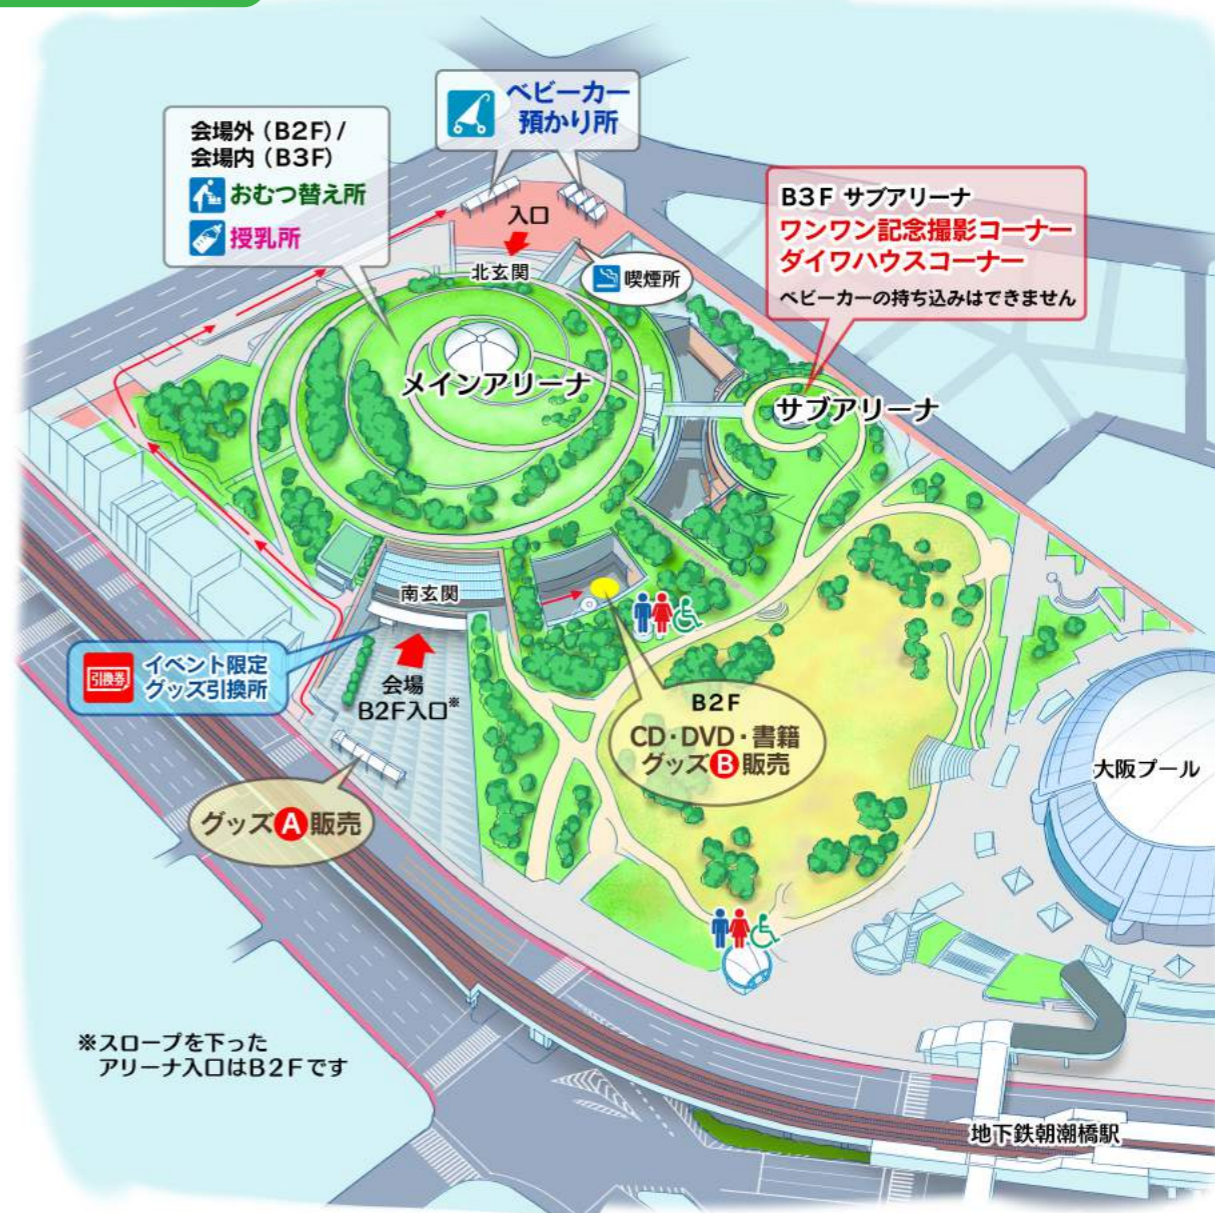 ベビーカー
預かり所
会場外（B2F）/
会場内（B3F）
おむつ替え所
授乳所
入口
北玄関
喫煙所
B3F サブアリーナ
ワンワン記念撮影コーナー
ダイワハウスコーナー
ベビーカーの持ち込みはできません
メインアリーナ
サブアリーナ
南玄関
引換券
イベント限定
グッズ引換所
会場
B2F入口※
B2F
CD・DVD・書籍
グッズB販売
グッズA販売
大阪プール
※スロープを下った
アリーナ入口はB2Fです
地下鉄朝潮橋駅